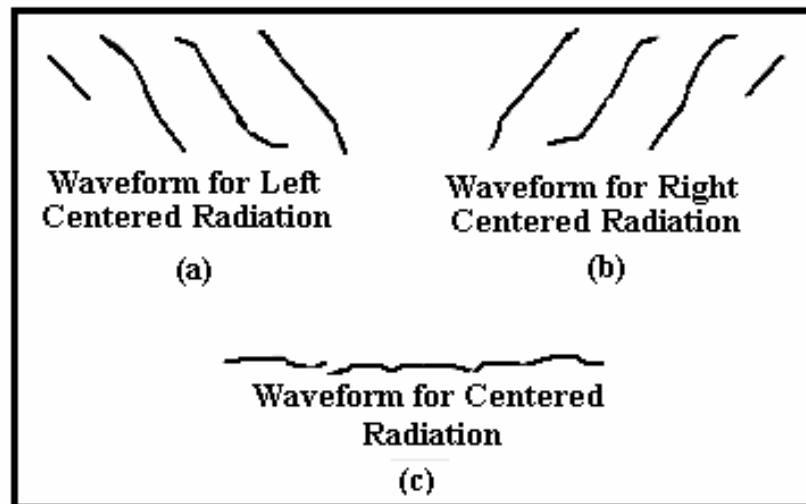 Waveform for Left
Centered Radiation
(a)
Waveform for Right
Centered Radiation
(b)
Waveform for Centered
Radiation
(c)